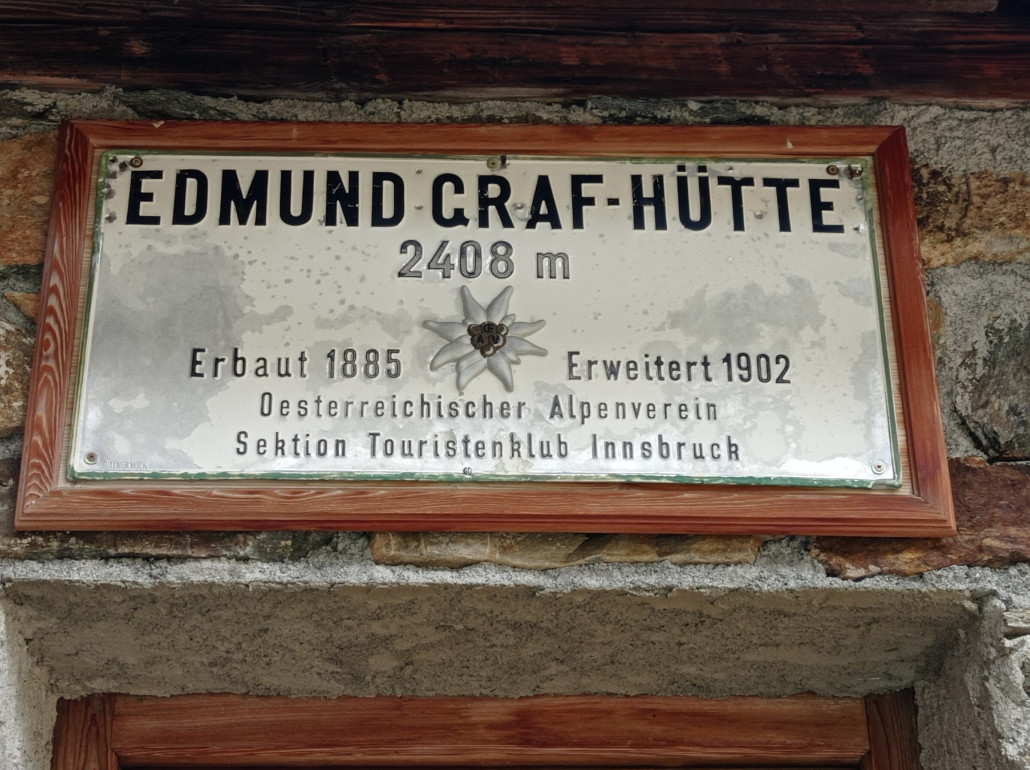 EDMUND GRAF-HÜTTE
2408 m
Erbaut 1885 Erweitert 1902
Oesterreichischer Alpenverein
Sektion Touristenklub Innsbruck